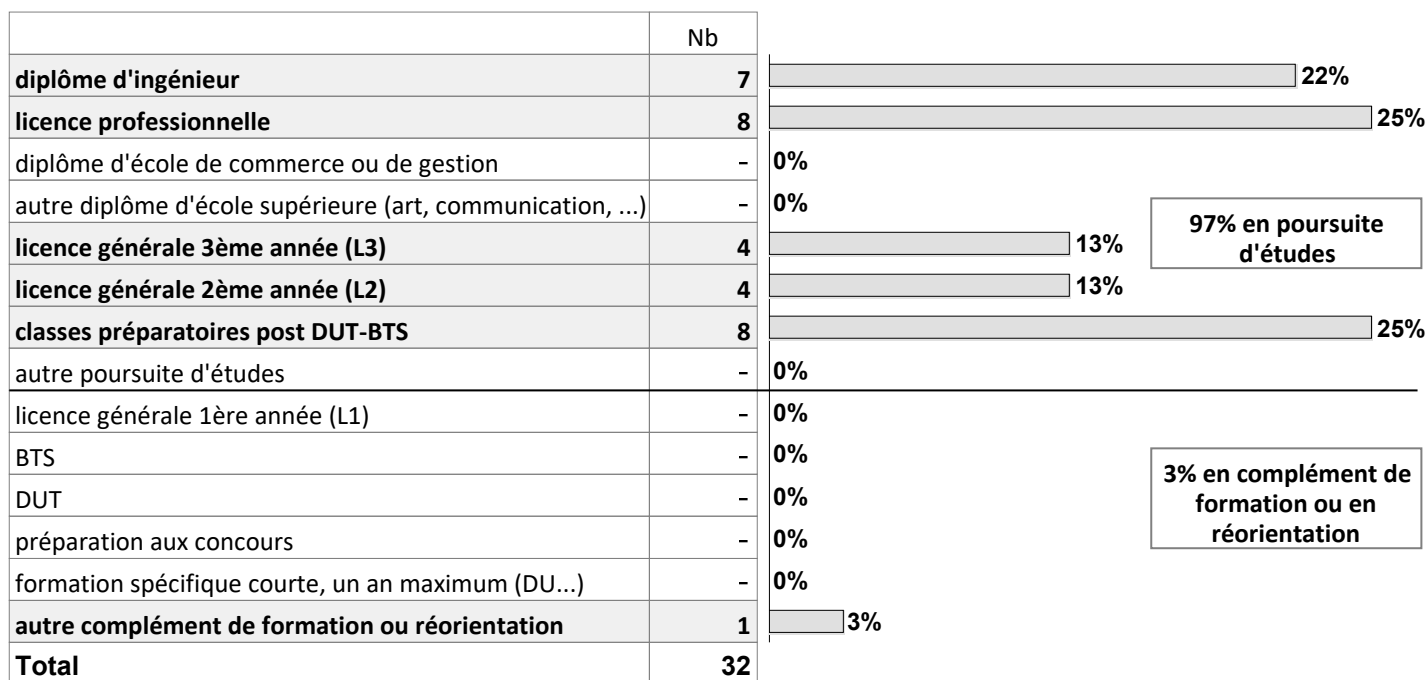 Nb
diplôme d'ingénieur 7 22%
licence professionnelle 8 25%
diplôme d'école de commerce ou de gestion - 0%
autre diplôme d'école supérieure (art, communication, ...) - 0%
licence générale 3ème année (L3) 4 13%
licence générale 2ème année (L2) 4 13%
classes préparatoires post DUT-BTS 8 25%
autre poursuite d'études - 0%
97% en poursuite
d'études
licence générale 1ère année (L1) - 0%
BTS - 0%
DUT - 0%
préparation aux concours - 0%
formation spécifique courte, un an maximum (DU...) - 0%
autre complément de formation ou réorientation 1 3%
3% en complément de
formation ou en
réorientation
Total 32